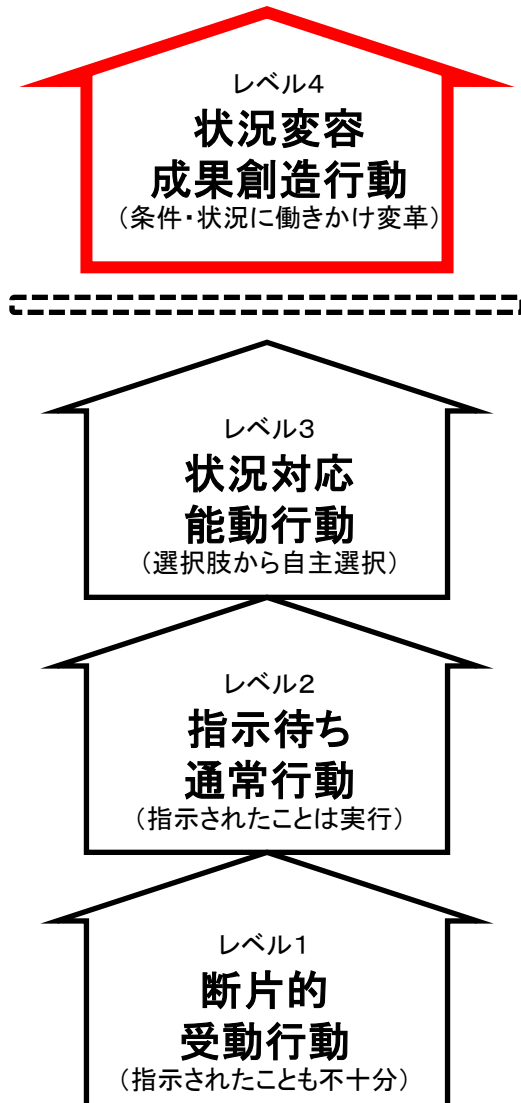 レベル４
状況変容
成果創造行動
（条件・状況に働きかけ変革）
レベル３
状況対応
能動行動
（選択肢から自主選択）
レベル２
指示待ち
通常行動
（指示されたことは実行）
レベル１
断片的
受動行動
（指示されたことも不十分）